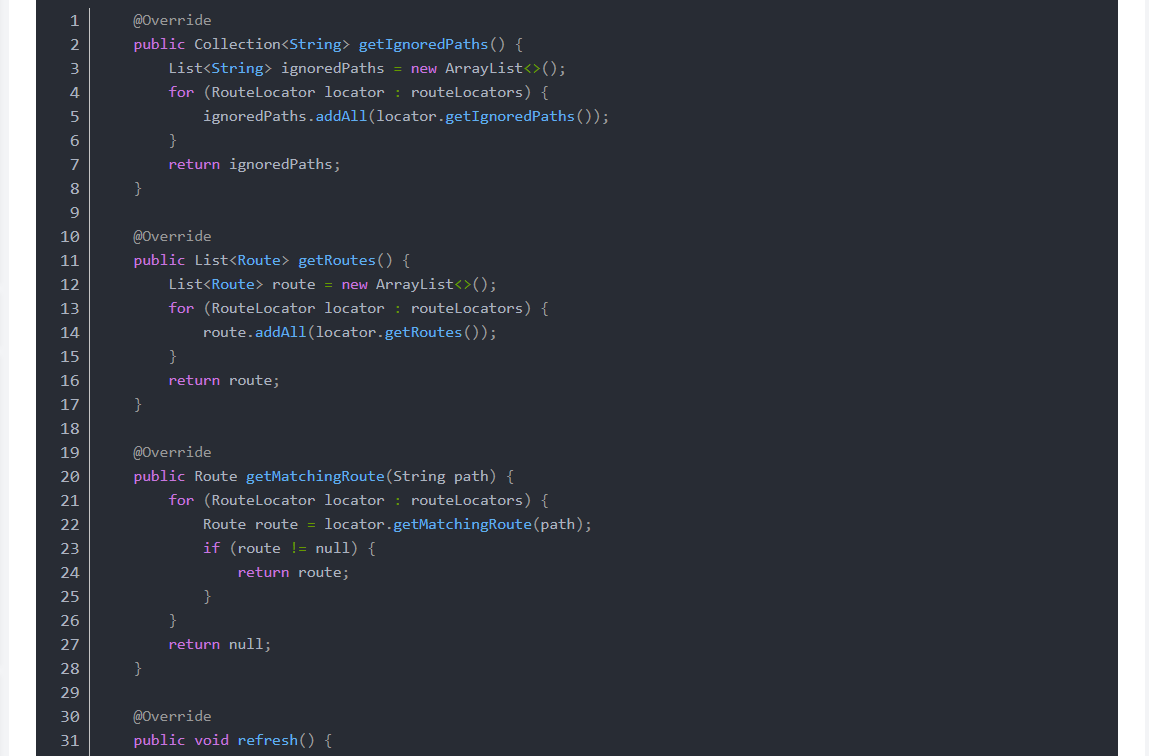 1 @Override
2 public Collection<String> getIgnoredPaths() {
3 List<String> ignoredPaths = new ArrayList<>();
4 for (RouteLocator locator : routeLocators) {
5 ignoredPaths.addAll(locator.getIgnoredPaths());
6 }
7 return ignoredPaths;
8 }
9
10 @Override
11 public List<Route> getRoutes() {
12 List<Route> route = new ArrayList<>();
13 for (RouteLocator locator : routeLocators) {
14 route.addAll(locator.getRoutes());
15 }
16 return route;
17 }
18
19 @Override
20 public Route getMatchingRoute(String path) {
21 for (RouteLocator locator : routeLocators) {
22 Route route = locator.getMatchingRoute(path);
23 if (route != null) {
24 return route;
25 }
26 }
27 return null;
28 }
29
30 @Override
31 public void refresh() {